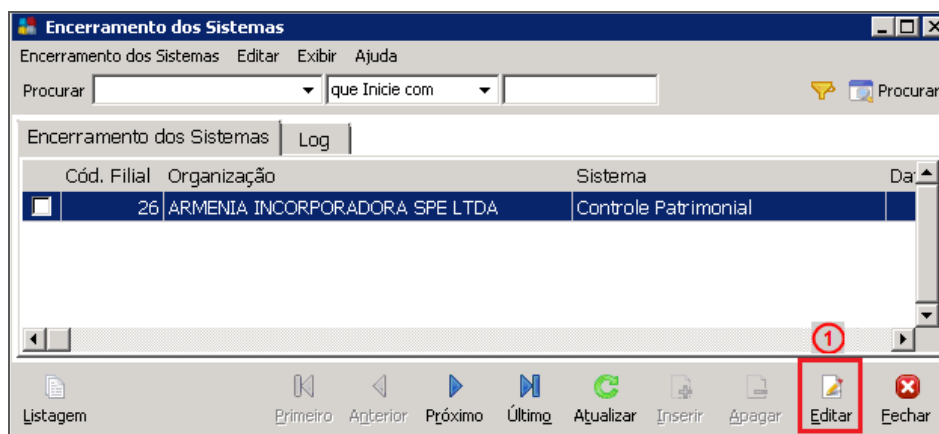 Encerramento dos Sistemas
Encerramento dos Sistemas Editar Exibir Ajuda
Procurar que Inicie com Procurar
Encerramento dos Sistemas Log
Cód. Filial Organização Sistema Da
26 ARMENIA INCORPORADORA SPE LTDA Controle Patrimonial
1
Listagem Primeiro Anterior Próximo Último Atualizar Inserir Apagar Editar Fechar